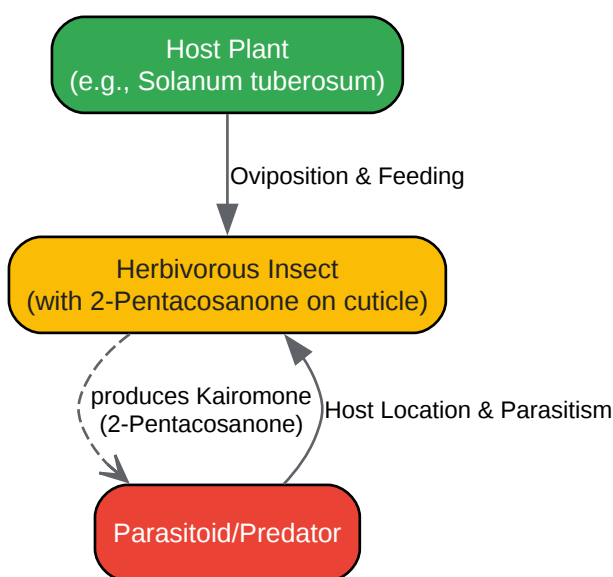 Host Plant
(e.g., Solanum tuberosum)
Oviposition & Feeding
Herbivorous Insect
(with 2-Pentacosanone on cuticle)
produces Kairomone
(2-Pentacosanone)
Host Location & Parasitism
Parasitoid/Predator